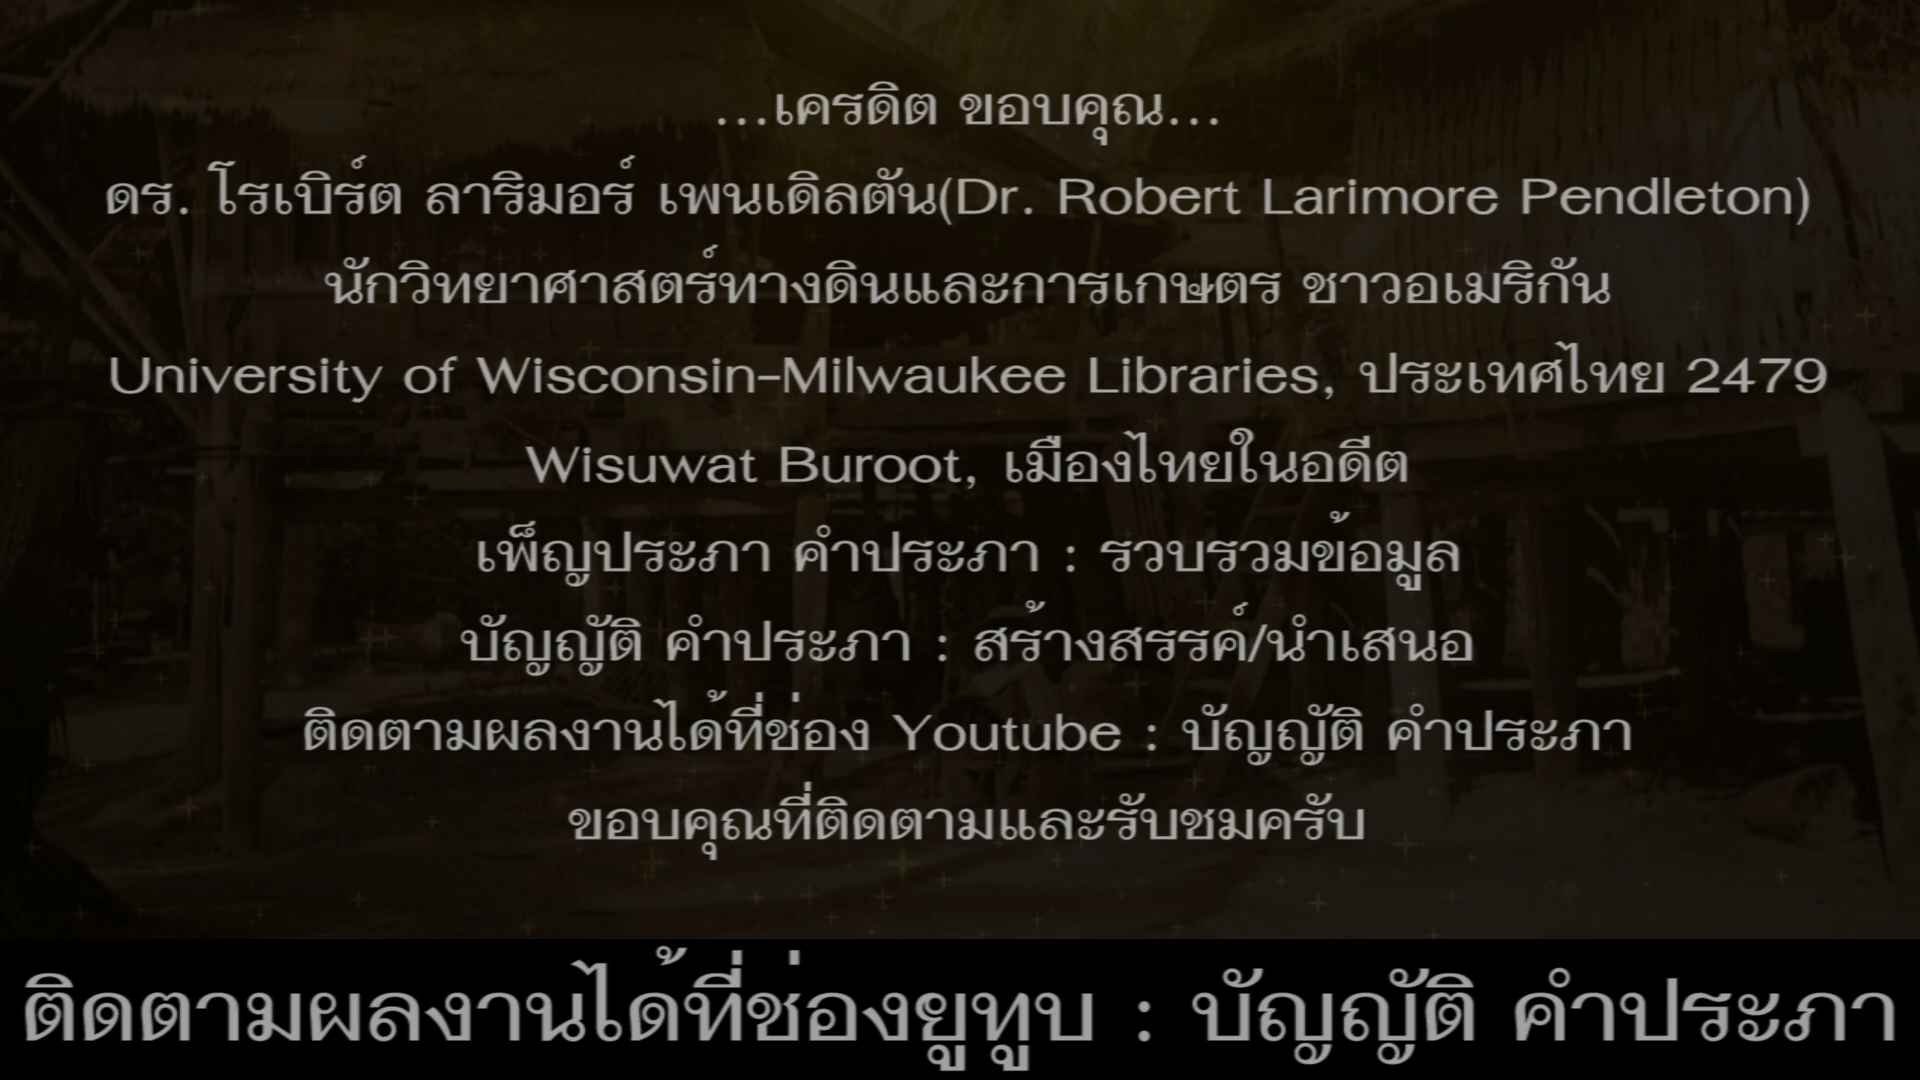 ...เครดิต ขอบคุณ...
ดร. โรเบิร์ต ลาริมอร์ เพนเดิลตัน(Dr. Robert Larimore Pendleton)
นักวิทยาศาสตร์ทางดินและการเกษตร ชาวอเมริกัน
University of Wisconsin-Milwaukee Libraries, ประเทศไทย 2479
Wisuwat Buroot, เมืองไทยในอดีต
เพ็ญประภา คำประภา : รวบรวมข้อมูล
บัญญัติ คำประภา : สร้างสรรค์/นำเสนอ
ติดตามผลงานได้ที่ช่อง Youtube : บัญญัติ คำประภา
ขอบคุณที่ติดตามและรับชมครับ
ติดตามผลงานได้ที่ช่องยูทูบ : บัญญัติ คำประภา